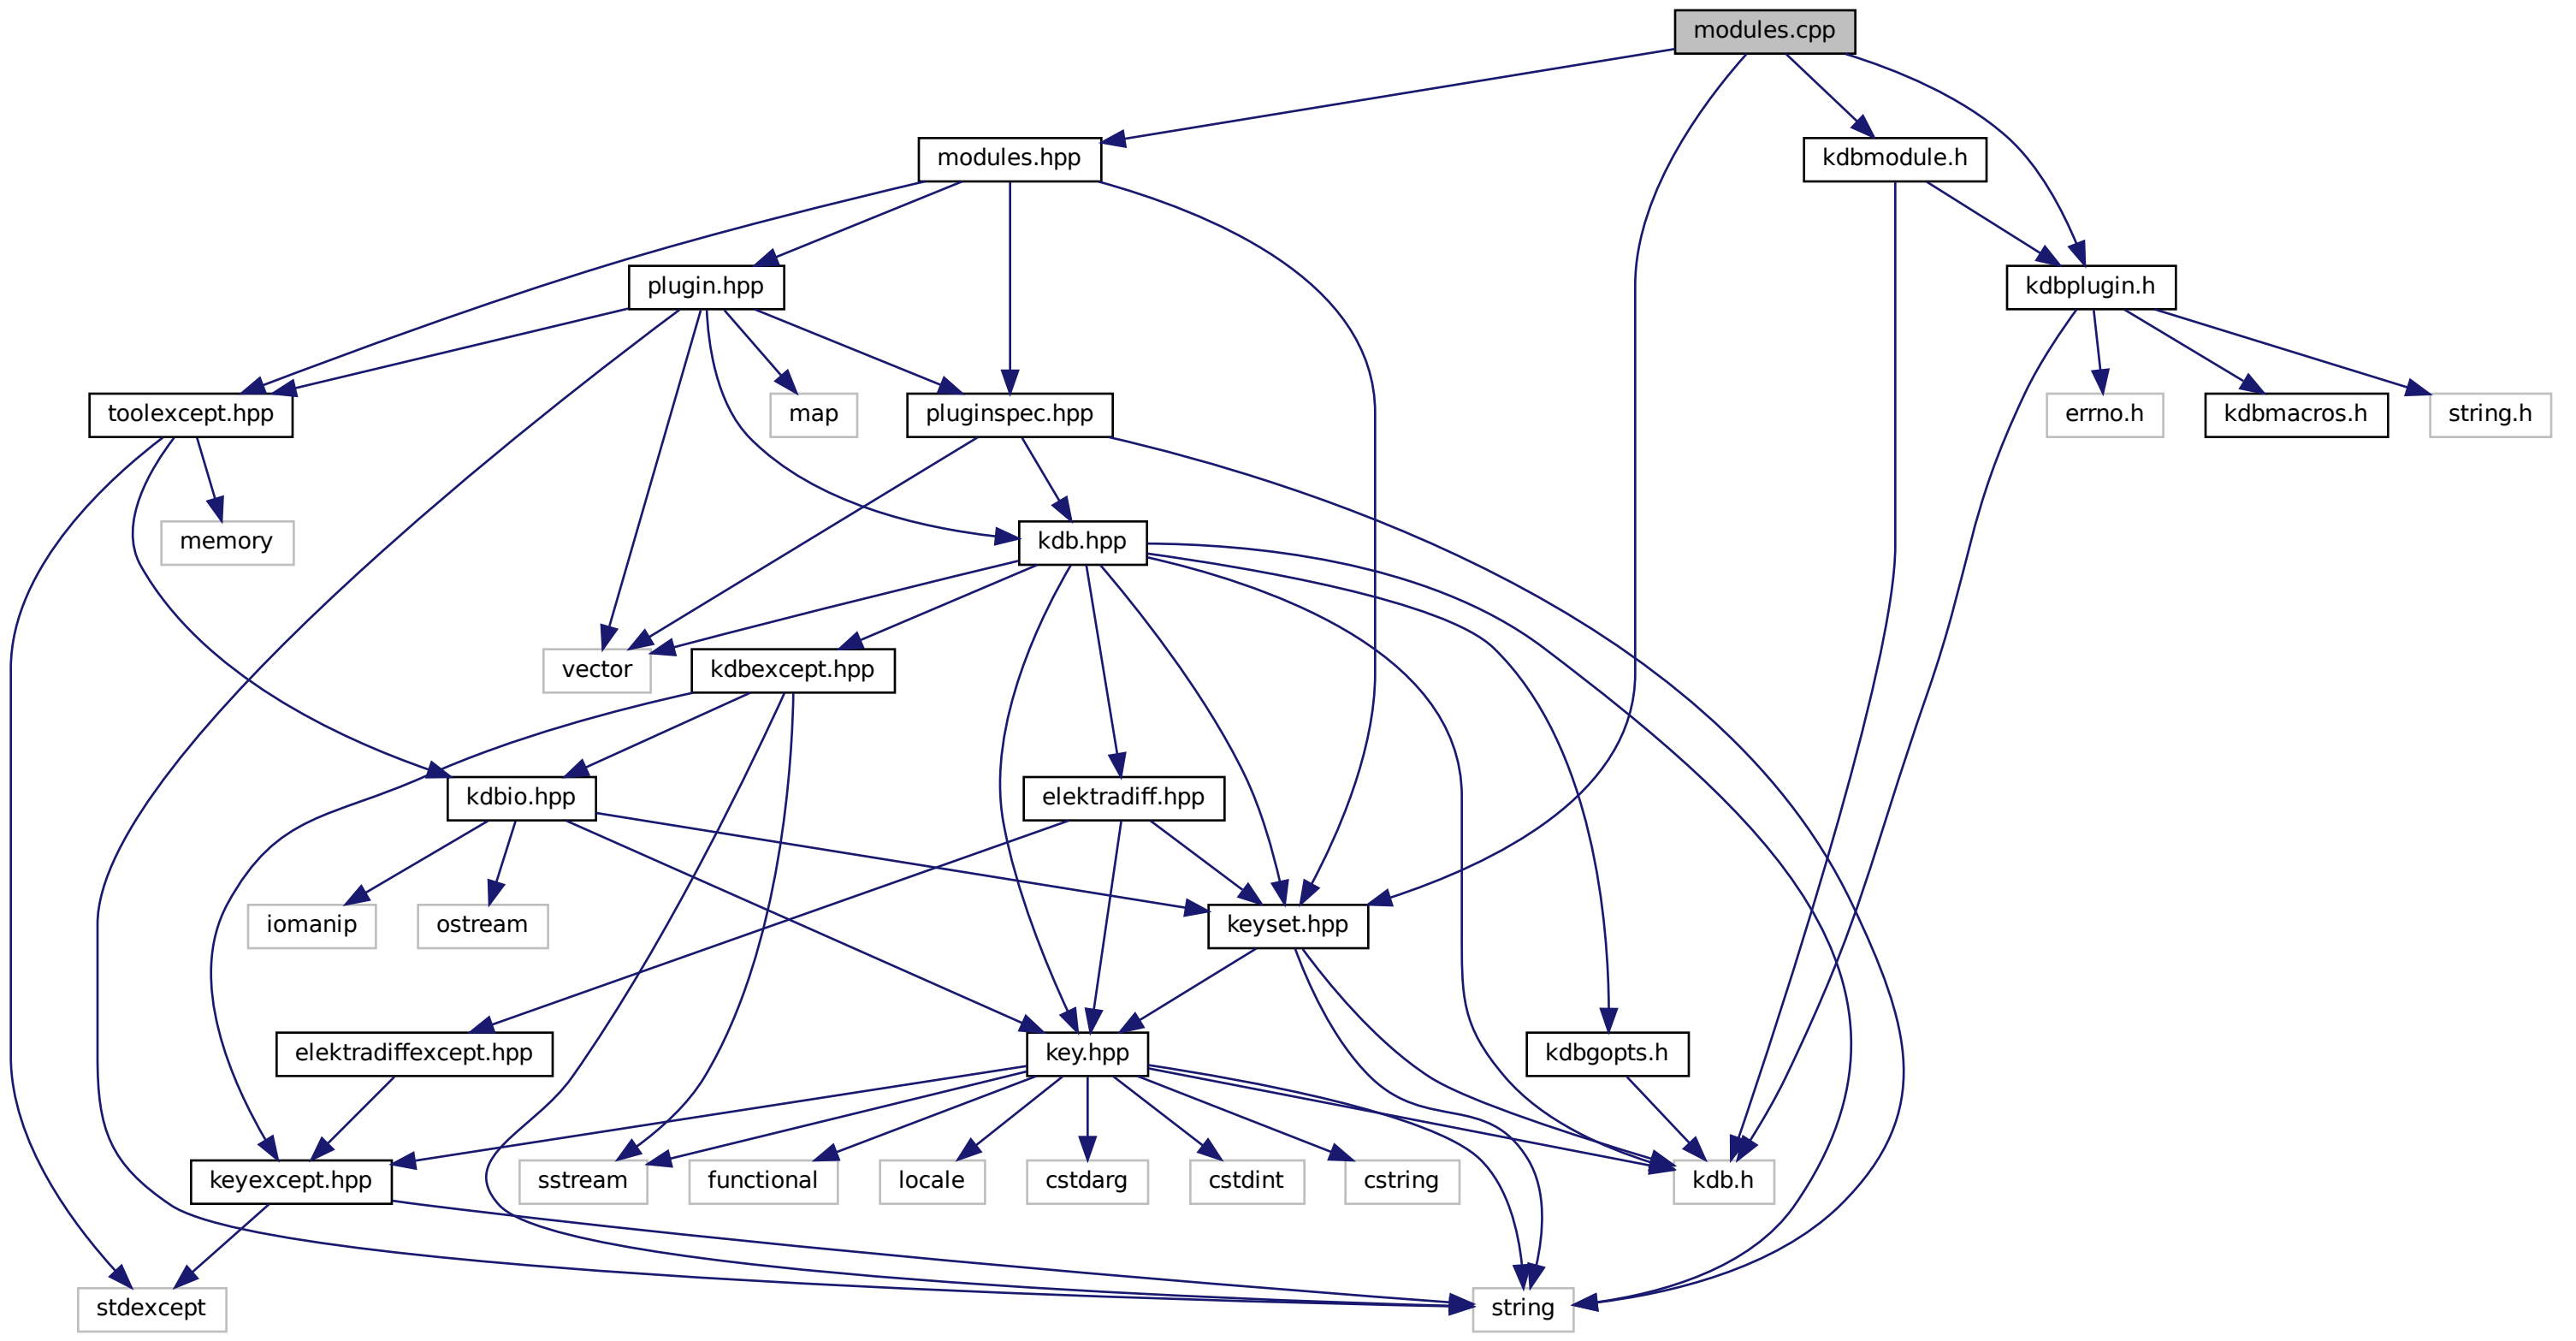 modules.cpp
modules.hpp
kdbmodule.h
plugin.hpp
kdbplugin.h
toolexcept.hpp
map
pluginspec.hpp
errno.h
kdbmacros.h
string.h
memory
kdb.hpp
vector
kdbexcept.hpp
kdbio.hpp
elektradiff.hpp
iomanip
ostream
keyset.hpp
elektradiffexcept.hpp
key.hpp
kdbgopts.h
keyexcept.hpp
sstream
functional
locale
cstdarg
cstdint
cstring
kdb.h
stdexcept
string